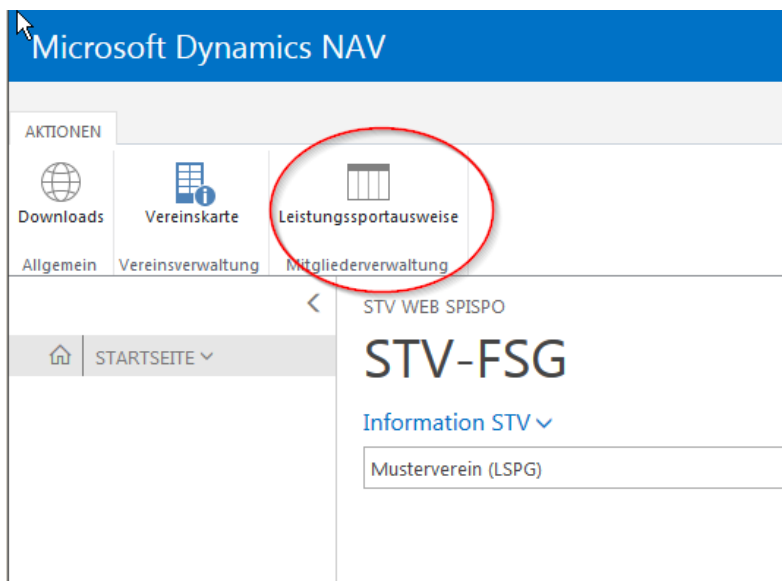 Microsoft Dynamics NAV
AKTIONEN
Downloads Vereinskarte Leistungssportausweise
Allgemein Vereinsverwaltung Mitgliederverwaltung
STV WEB SPISPO
STARTSEITE
STV-FSG
Information STV
Musterverein (LSPG)